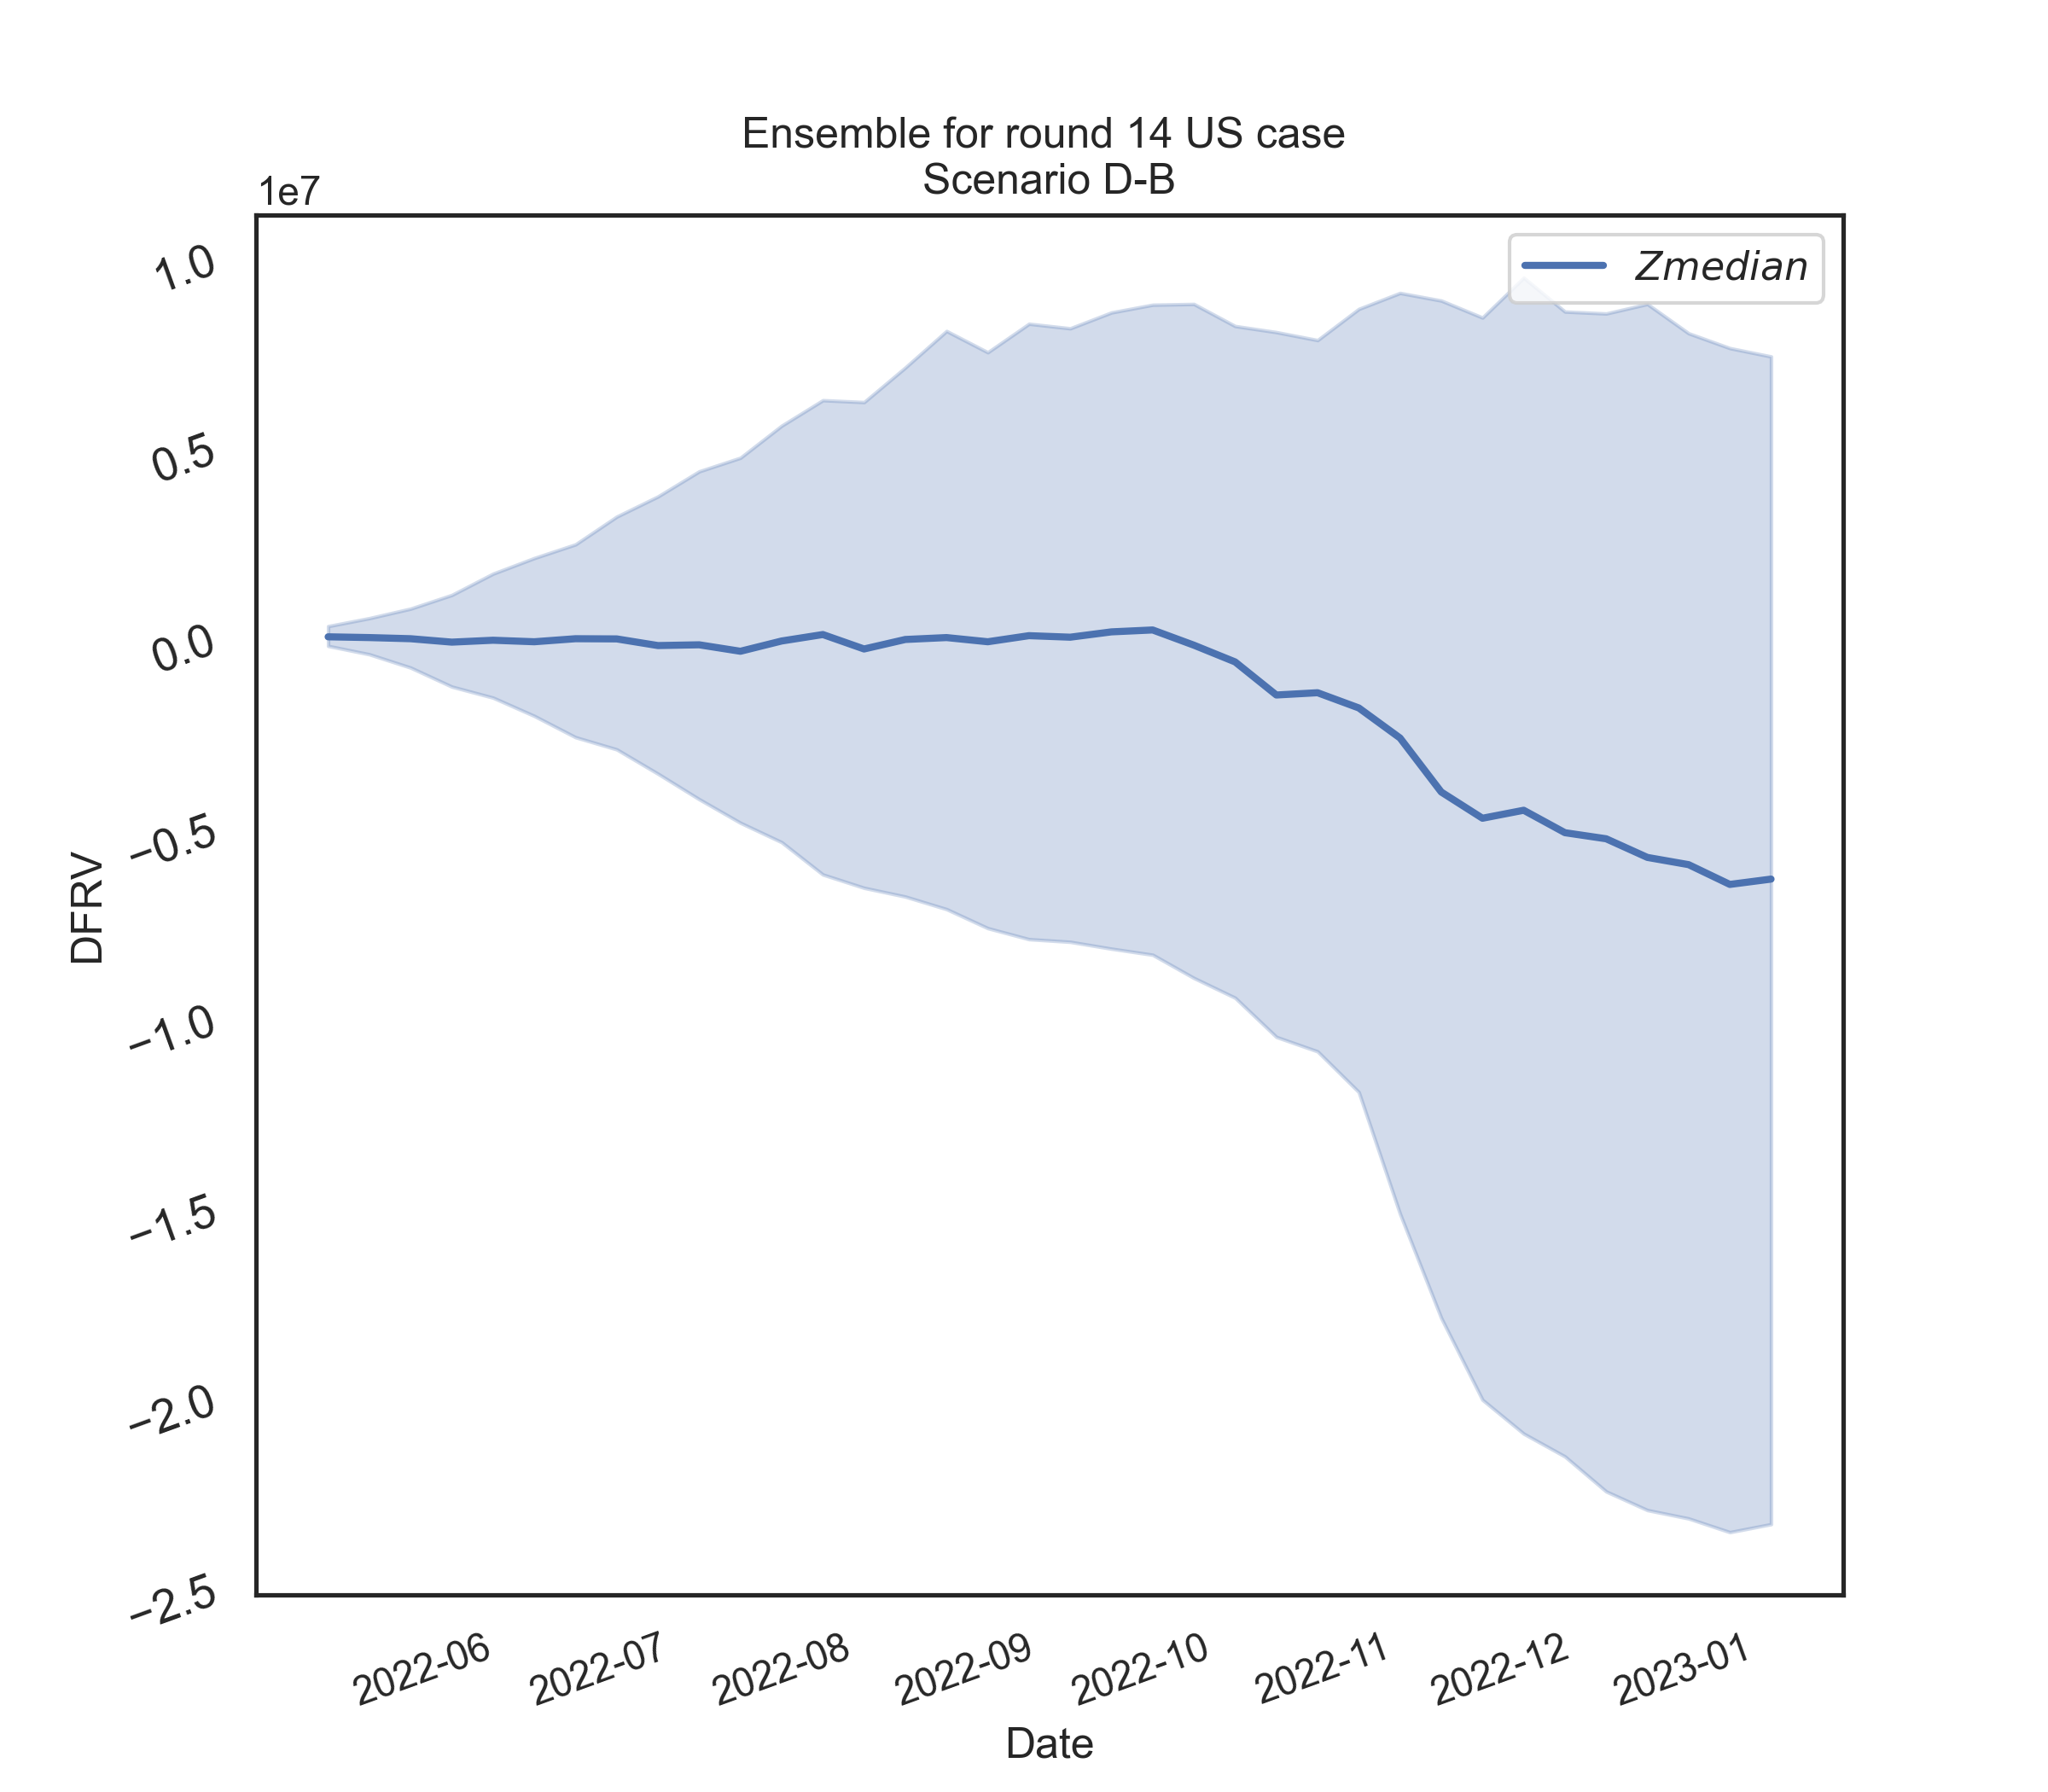 Ensemble for round 14 US case
Scenario D-B
1e7
Zmedian
1.0
0.5
0.0
−0.5
−1.0
−1.5
−2.0
−2.5
DFRV
2022-06
2022-07
2022-08
2022-09
2022-10
2022-11
2022-12
2023-01
Date